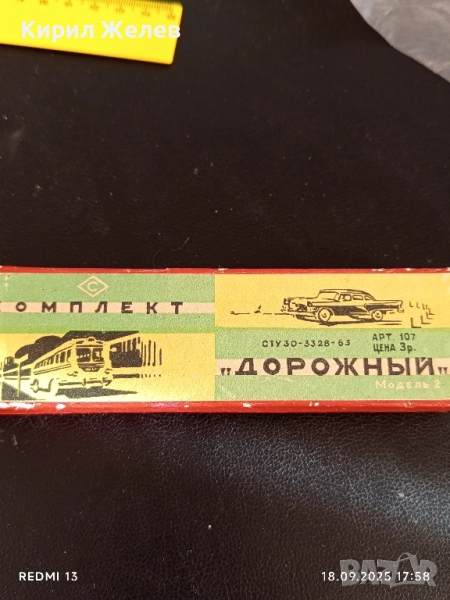 Кирил Желев
С
КОМПЛЕКТ
СТУ30-3328-63
АРТ. 107
ЦЕНА 3р.
„ДОРОЖНЫЙ"
Модель 2
REDMI 13
18.09.2025 17:58
BAZAR